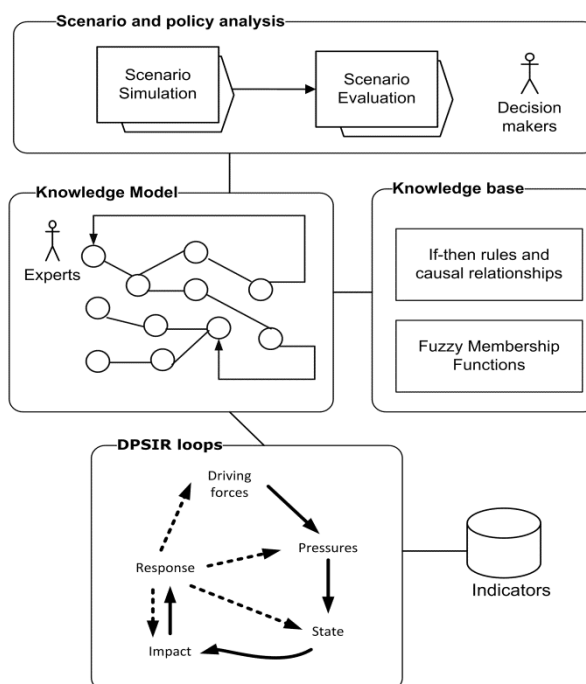 Scenario and policy analysis
Scenario
Simulation
Scenario
Evaluation
Decision
makers
Knowledge Model
Experts
Knowledge base
If-then rules and
causal relationships
Fuzzy Membership
Functions
DPSIR loops
Driving
forces
Pressures
Response
State
Impact
Indicators